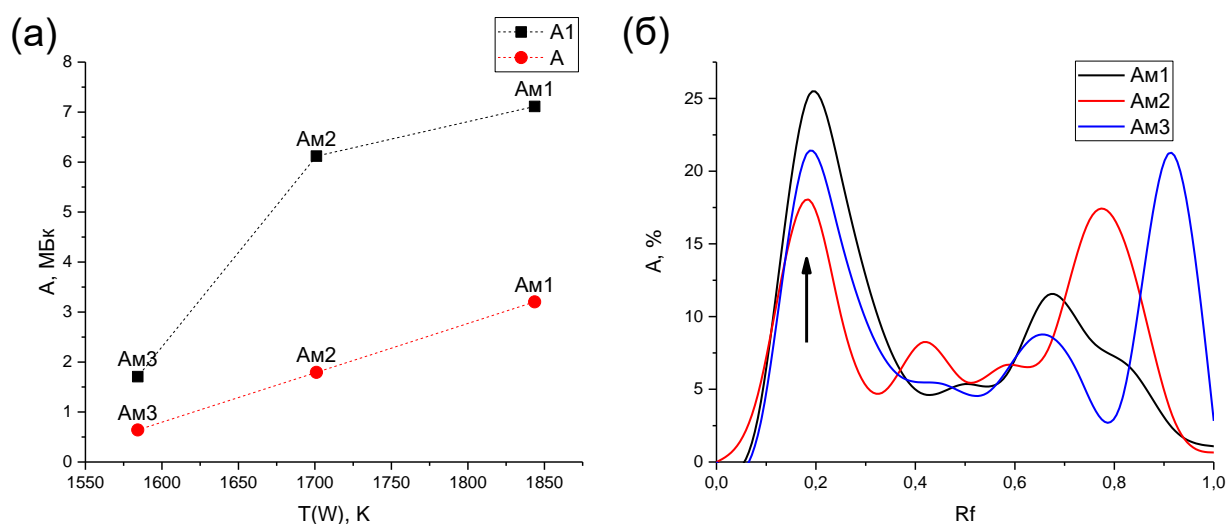 (а)
A1
A
8
7
6
5
4
3
2
1
0
А, МБк
Ам1
Ам2
Ам3
Ам1
Ам2
Ам3
1550 1600 1650 1700 1750 1800 1850
T(W), K
(б)
Ам1
Ам2
Ам3
25
20
15
10
5
0
А, %
0,0 0,2 0,4 0,6 0,8 1,0
Rf